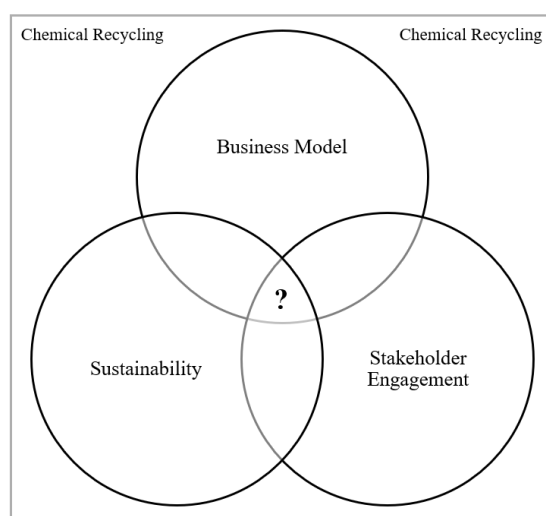 Chemical Recycling
Chemical Recycling
Business Model
?
Sustainability
Stakeholder
Engagement